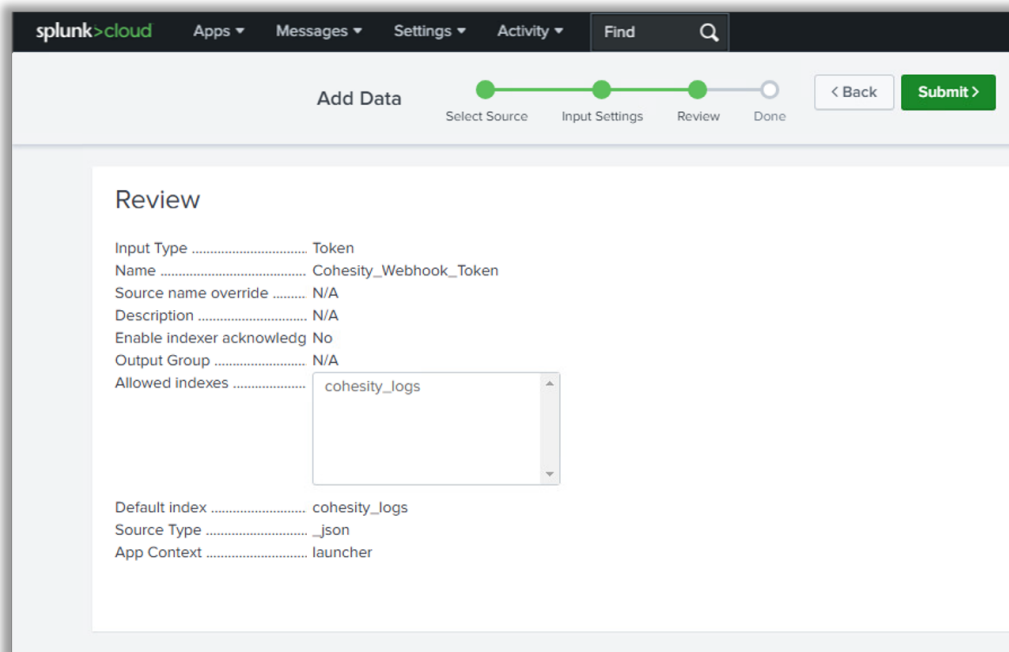 splunk>cloud Apps Messages Settings Activity Find
Add Data
Select Source Input Settings Review Done
< Back Submit >
Review
Input Type ............................... Token
Name ....................................... Cohesity_Webhook_Token
Source name override ......... N/A
Description ............................. N/A
Enable indexer acknowledg No
Output Group ......................... N/A
Allowed indexes .................... cohesity_logs
Default index .......................... cohesity_logs
Source Type ............................ _json
App Context ............................ launcher